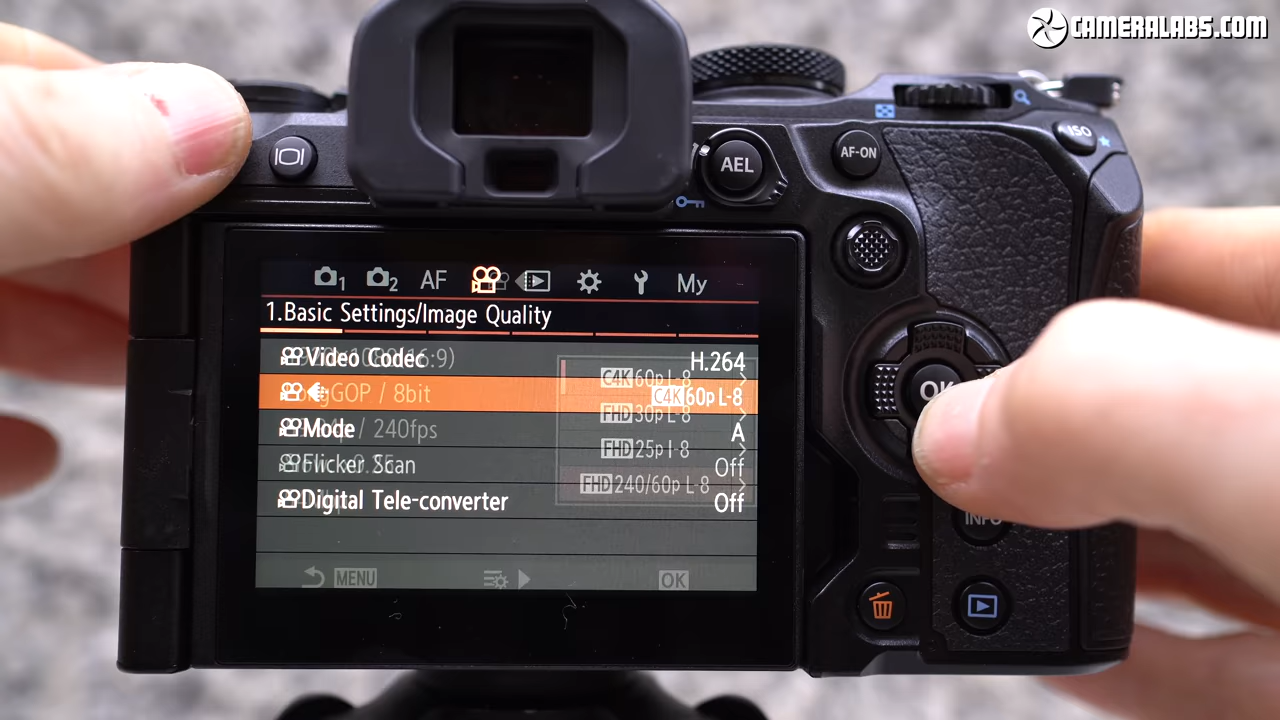 CAMERALABS.COM
ISO
AEL
AF-ON
1 2 AF My
1.Basic Settings/Image Quality
Video Codec H.264
C4K 60p L-8
GOP / 8bit C4K 60p L-8
FHD 30p L-8
Mode A
/ 240fps
FHD 25p L-8
Flicker Scan Off
FHD 240/60p L-8
Digital Tele-converter Off
MENU OK
OK
INFO